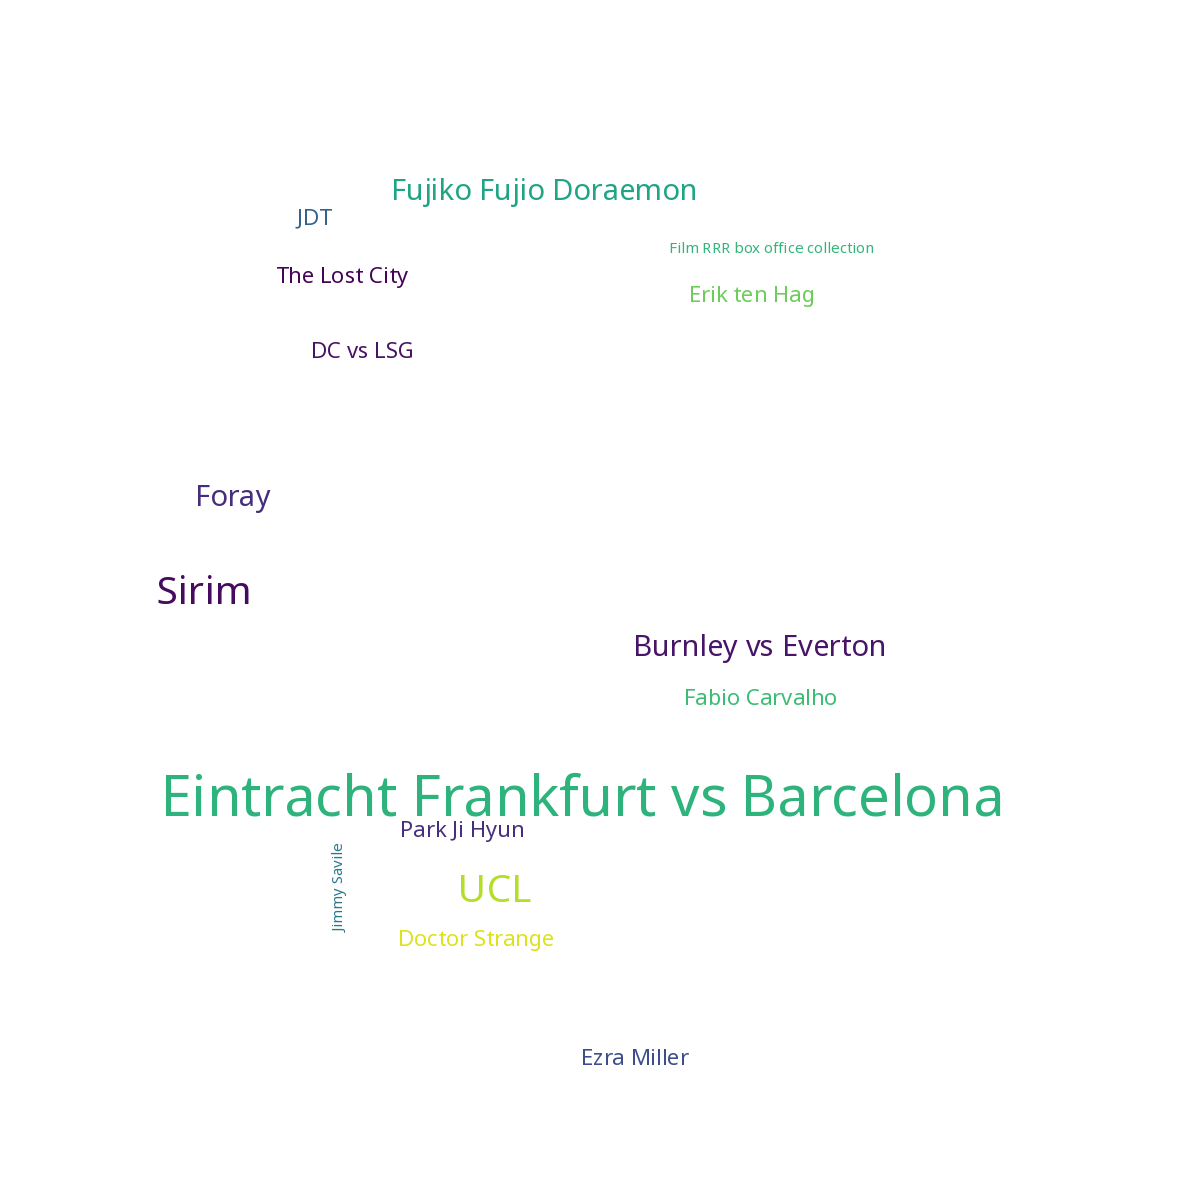 Fujiko Fujio Doraemon
JDT
Film RRR box office collection
The Lost City
Erik ten Hag
DC vs LSG
Foray
Sirim
Burnley vs Everton
Fabio Carvalho
Eintracht Frankfurt vs Barcelona
Park Ji Hyun
Jimmy Savile
UCL
Doctor Strange
Ezra Miller